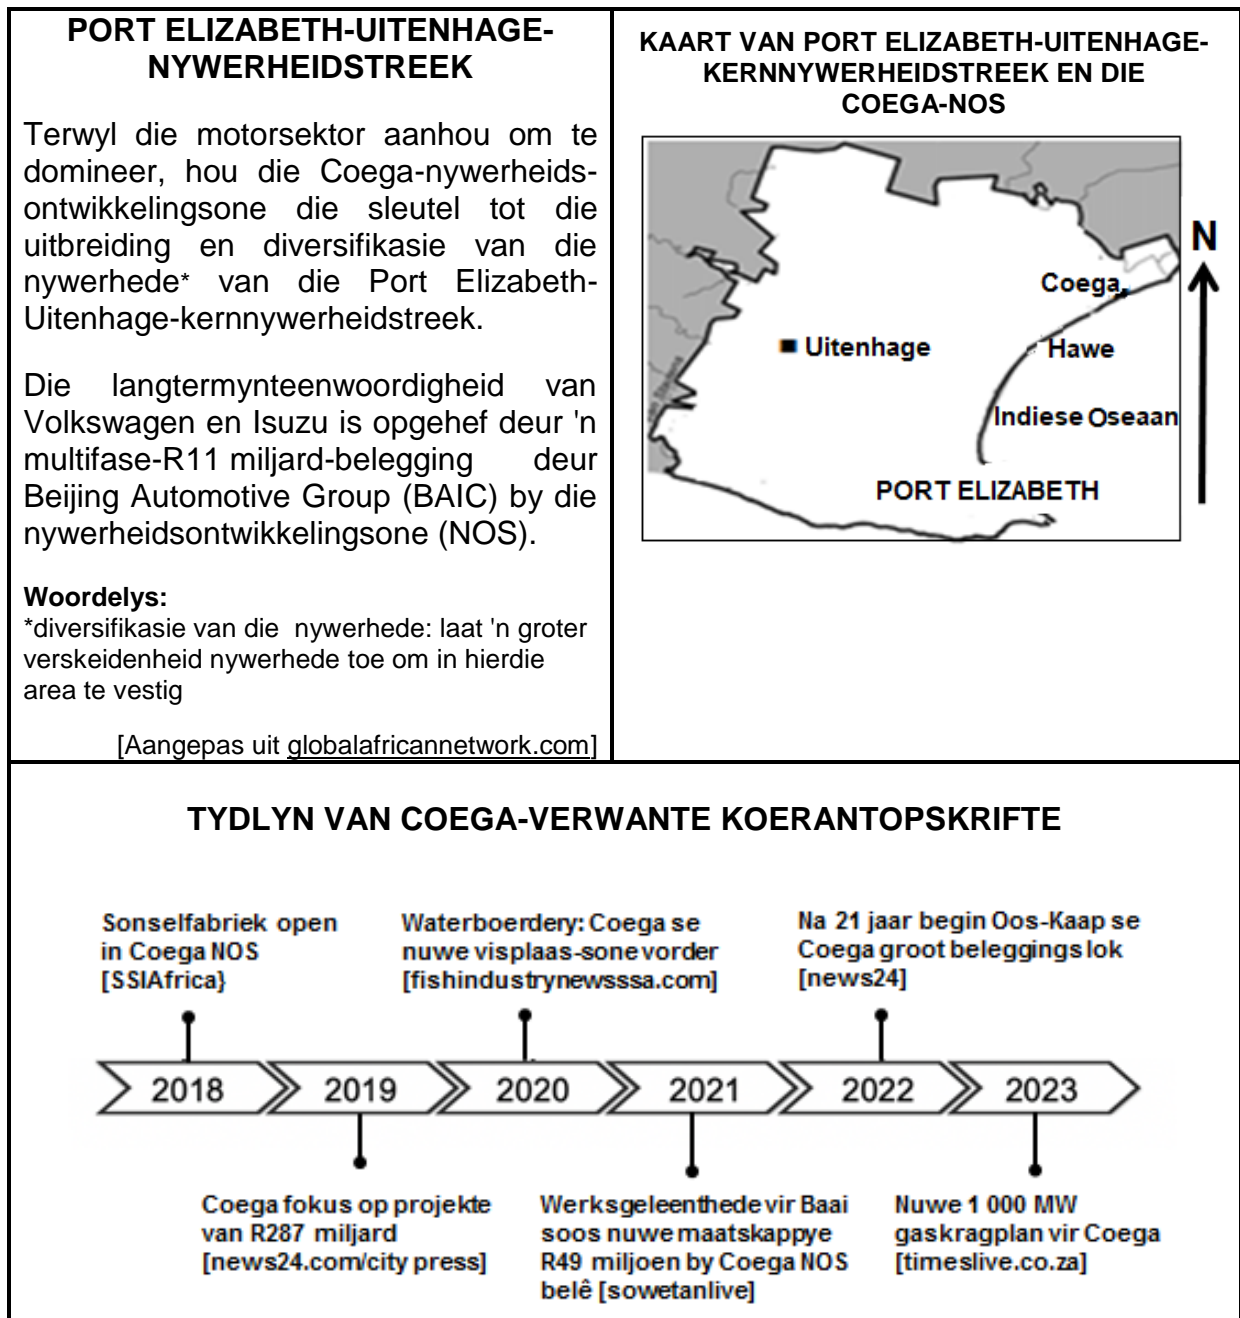 PORT ELIZABETH-UITENHAGE-
NYWERHEIDSTREEK
Terwyl die motorsektor aanhou om te
domineer, hou die Coega-nywerheids-
ontwikkelingsone die sleutel tot die
uitbreiding en diversifikasie van die
nywerhede* van die Port Elizabeth-
Uitenhage-kernnywerheidstreek.
Die langtermynteenwoordigheid van
Volkswagen en Isuzu is opgehef deur 'n
multifase-R11 miljard-belegging deur
Beijing Automotive Group (BAIC) by die
nywerheidsontwikkelingsone (NOS).
Woordelys:
*diversifikasie van die nywerhede: laat 'n groter
verskeidenheid nywerhede toe om in hierdie
area te vestig
[Aangepas uit globalafricannetwork.com]
KAART VAN PORT ELIZABETH-UITENHAGE-
KERNNYWERHEIDSTREEK EN DIE
COEGA-NOS
N
Coega
Uitenhage
Hawe
Indiese Oseaan
PORT ELIZABETH
TYDLYN VAN COEGA-VERWANTE KOERANTOPSKRIFTE
Sonselfabriek open
in Coega NOS
[SSIAfrica}
Waterboerdery: Coega se
nuwe visplaas-sone vorder
[fishindustrynewsssa.com]
Na 21 jaar begin Oos-Kaap se
Coega groot beleggings lok
[news24]
2018
2019
2020
2021
2022
2023
Coega fokus op projekte
van R287 miljard
[news24.com/city press]
Werksgeleenthede vir Baai
soos nuwe maatskappye
R49 miljoen by Coega NOS
belê [sowetanlive]
Nuwe 1 000 MW
gaskragplan vir Coega
[timeslive.co.za]